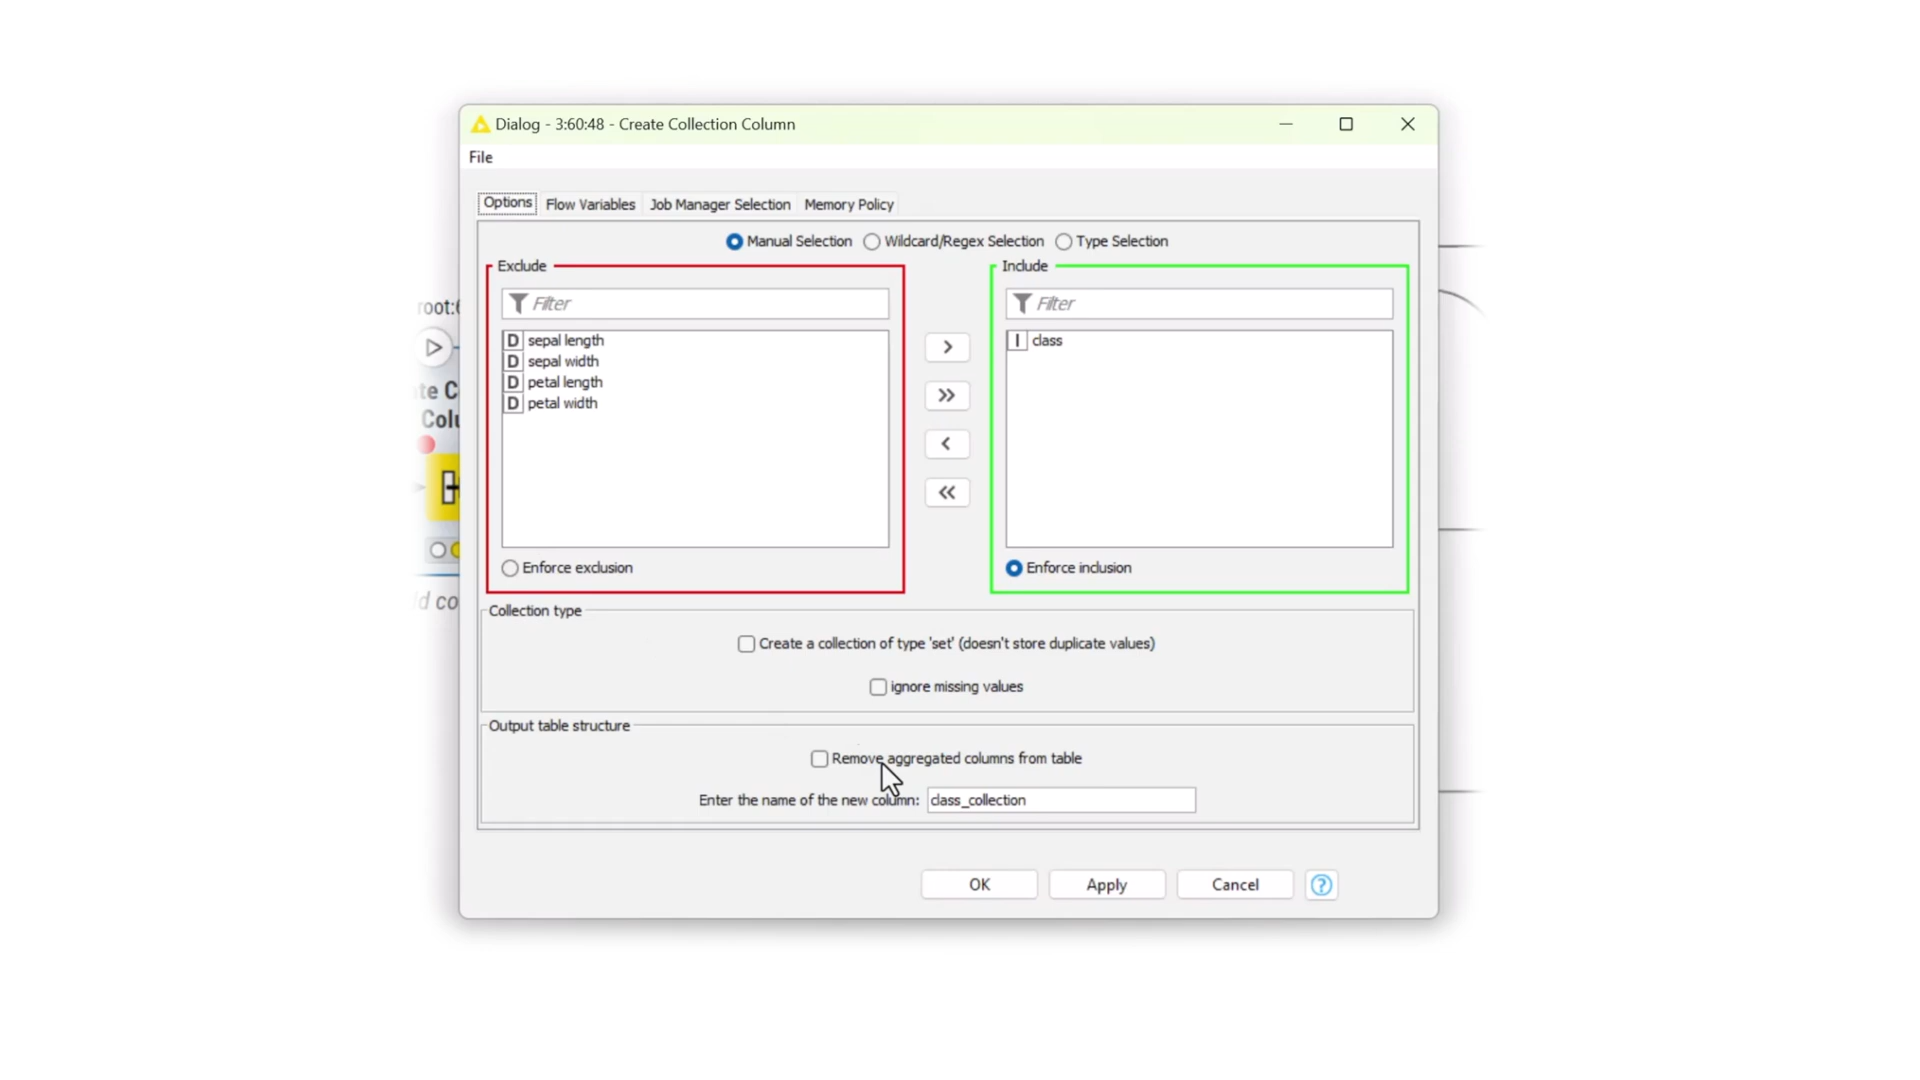 Dialog - 3:60:48 - Create Collection Column
File
Options Flow Variables Job Manager Selection Memory Policy
Manual Selection Wildcard/Regex Selection Type Selection
Exclude
Filter
D sepal length
D sepal width
D petal length
D petal width
Enforce exclusion
Include
Filter
I class
Enforce inclusion
Collection type
Create a collection of type 'set' (doesn't store duplicate values)
ignore missing values
Output table structure
Remove aggregated columns from table
Enter the name of the new column: class_collection
OK Apply Cancel ?
root: